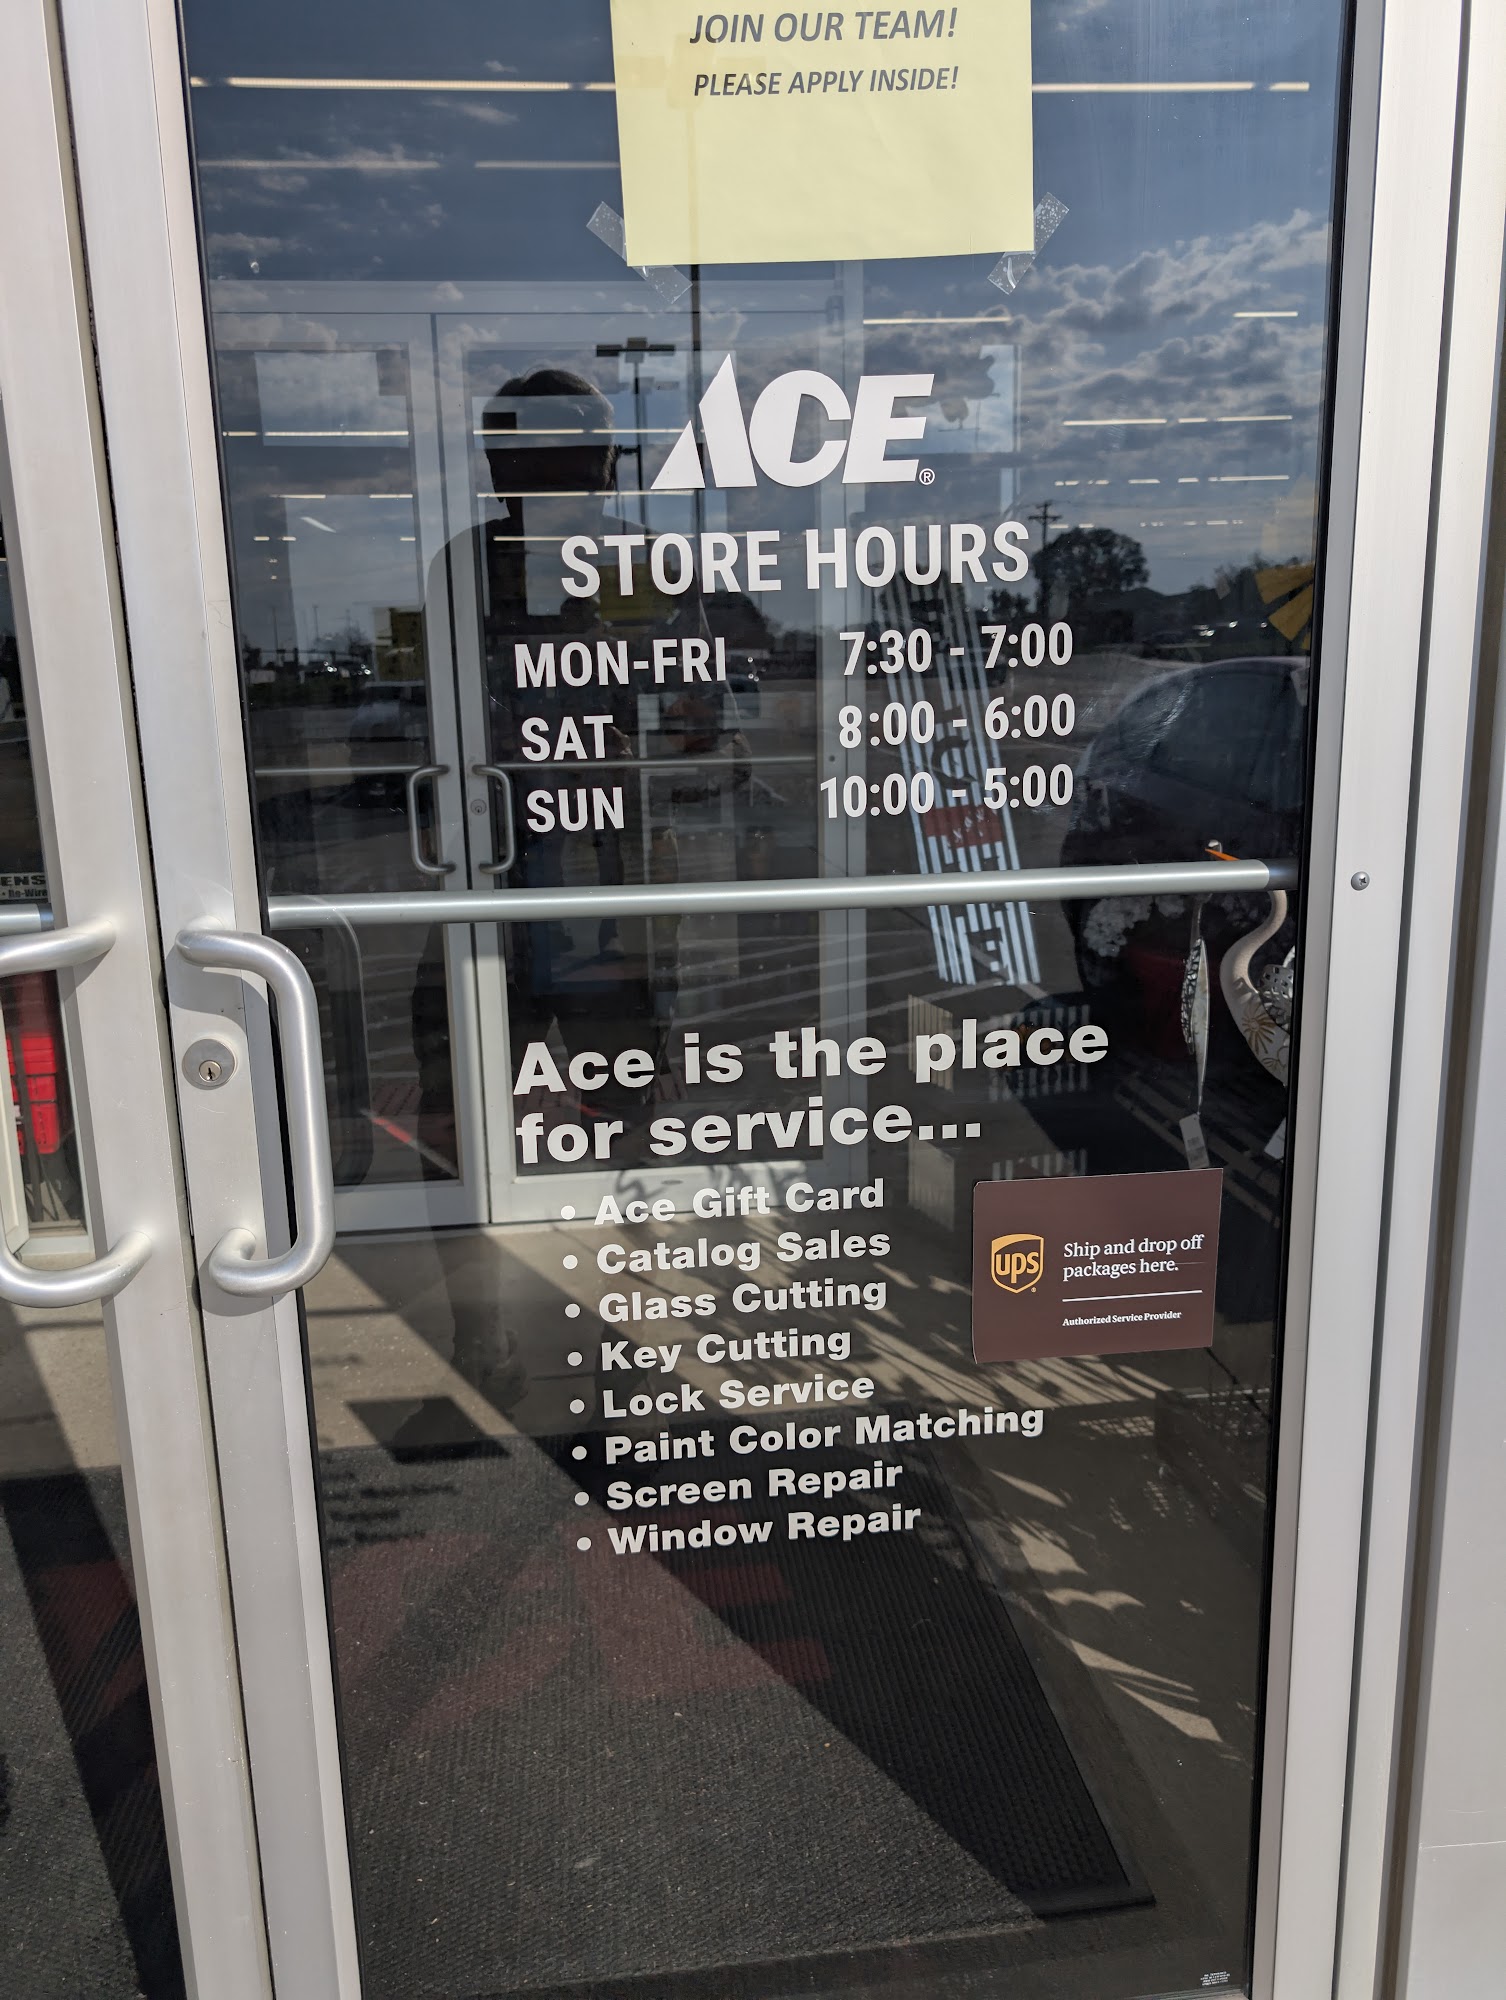 JOIN OUR TEAM!
PLEASE APPLY INSIDE!
ACE®
STORE HOURS
MON-FRI 7:30 - 7:00
SAT 8:00 - 6:00
SUN 10:00 - 5:00
ENS
Re-Wire
Ace is the place
for service...
• Ace Gift Card
• Catalog Sales
• Glass Cutting
• Key Cutting
• Lock Service
• Paint Color Matching
• Screen Repair
• Window Repair
ups
Ship and drop off
packages here.
Authorized Service Provider